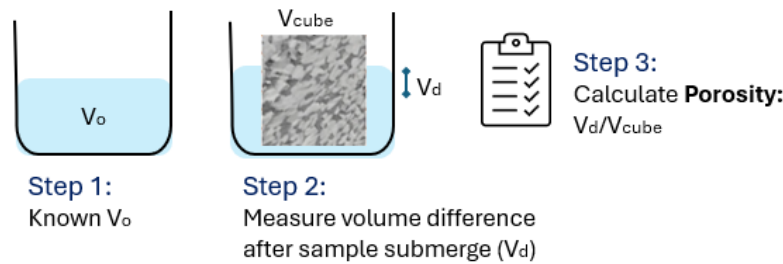 Vo
Step 1:
Known Vo
Vcube
Vd
Step 2:
Measure volume difference
after sample submerge (Vd)
Step 3:
Calculate Porosity:
Vd/Vcube